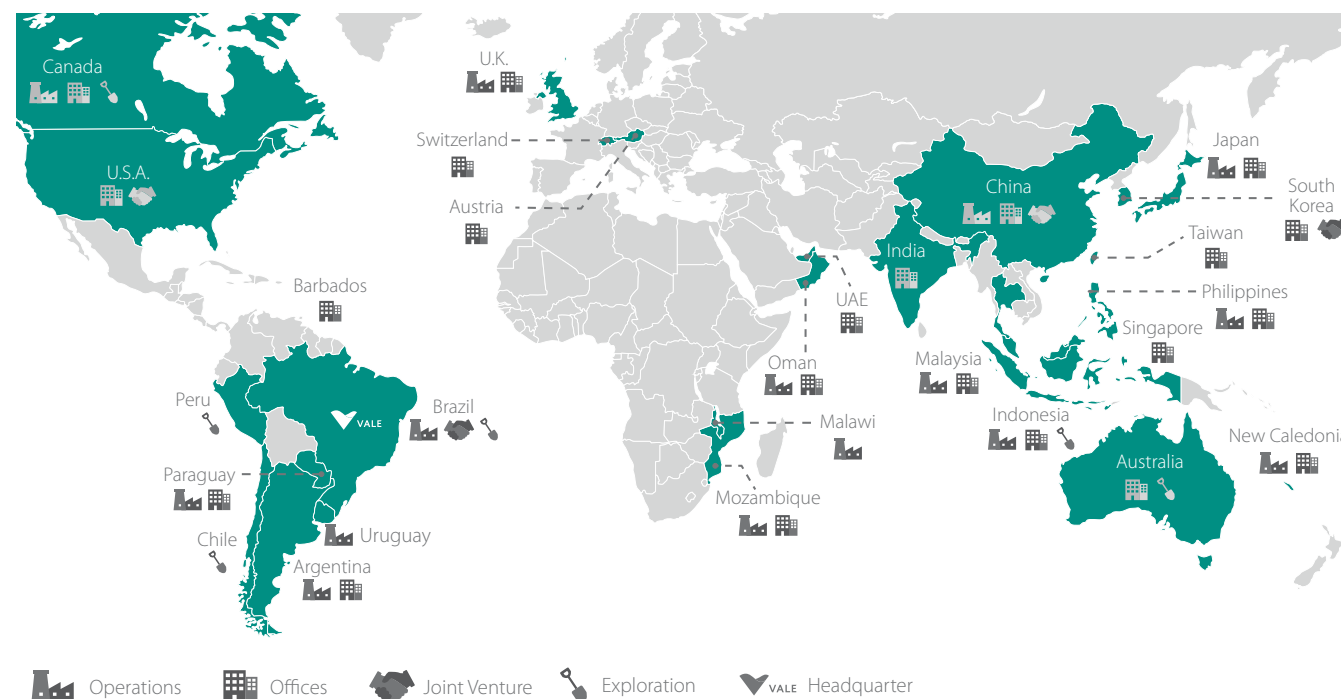 Canada
U.S.A.
U.K.
Switzerland
Austria
Barbados
Peru
Brazil
VALE
Paraguay
Chile
Uruguay
Argentina
China
India
UAE
Oman
Malawi
Mozambique
Japan
South
Korea
Taiwan
Philippines
Singapore
Malaysia
Indonesia
Australia
New Caledonia
Operations
Offices
Joint Venture
Exploration
VALE Headquarter